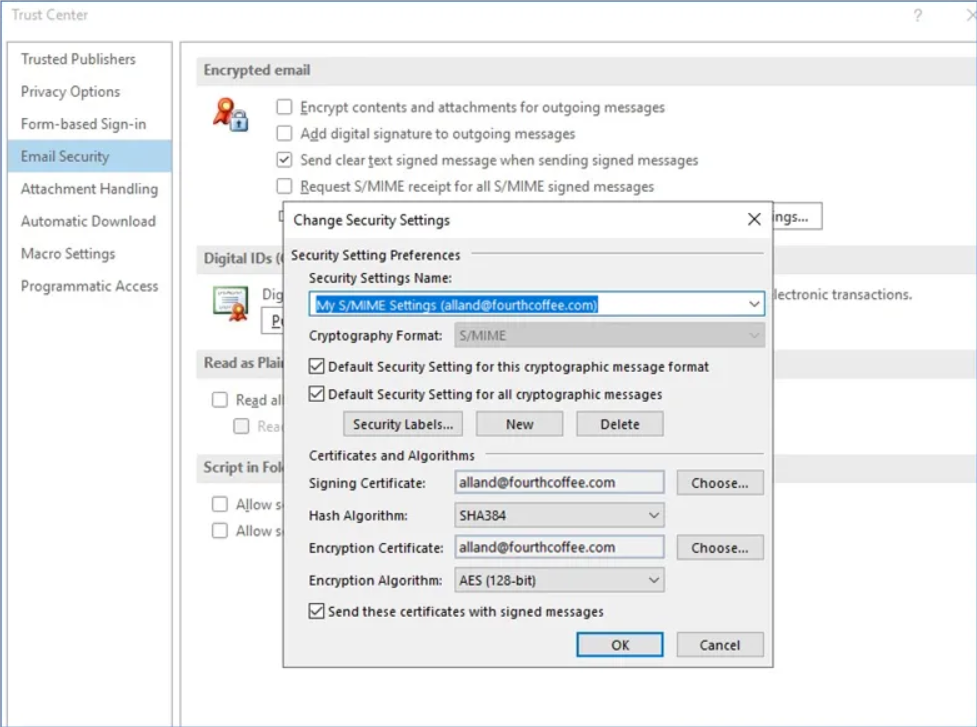 Trust Center
?
Trusted Publishers
Privacy Options
Form-based Sign-in
Email Security
Attachment Handling
Automatic Download
Macro Settings
Programmatic Access
Encrypted email
Encrypt contents and attachments for outgoing messages
Add digital signature to outgoing messages
Send clear text signed message when sending signed messages
Request S/MIME receipt for all S/MIME signed messages
Digital IDs
electronic transactions.
Read as
Script in
Allow
Allow
Change Security Settings
Security Setting Preferences
Security Settings Name:
My S/MIME Settings (alland@fourthcoffee.com)
Cryptography Format: S/MIME
Default Security Setting for this cryptographic message format
Default Security Setting for all cryptographic messages
Security Labels... New Delete
Certificates and Algorithms
Signing Certificate: alland@fourthcoffee.com Choose...
Hash Algorithm: SHA384
Encryption Certificate: alland@fourthcoffee.com Choose...
Encryption Algorithm: AES (128-bit)
Send these certificates with signed messages
OK Cancel